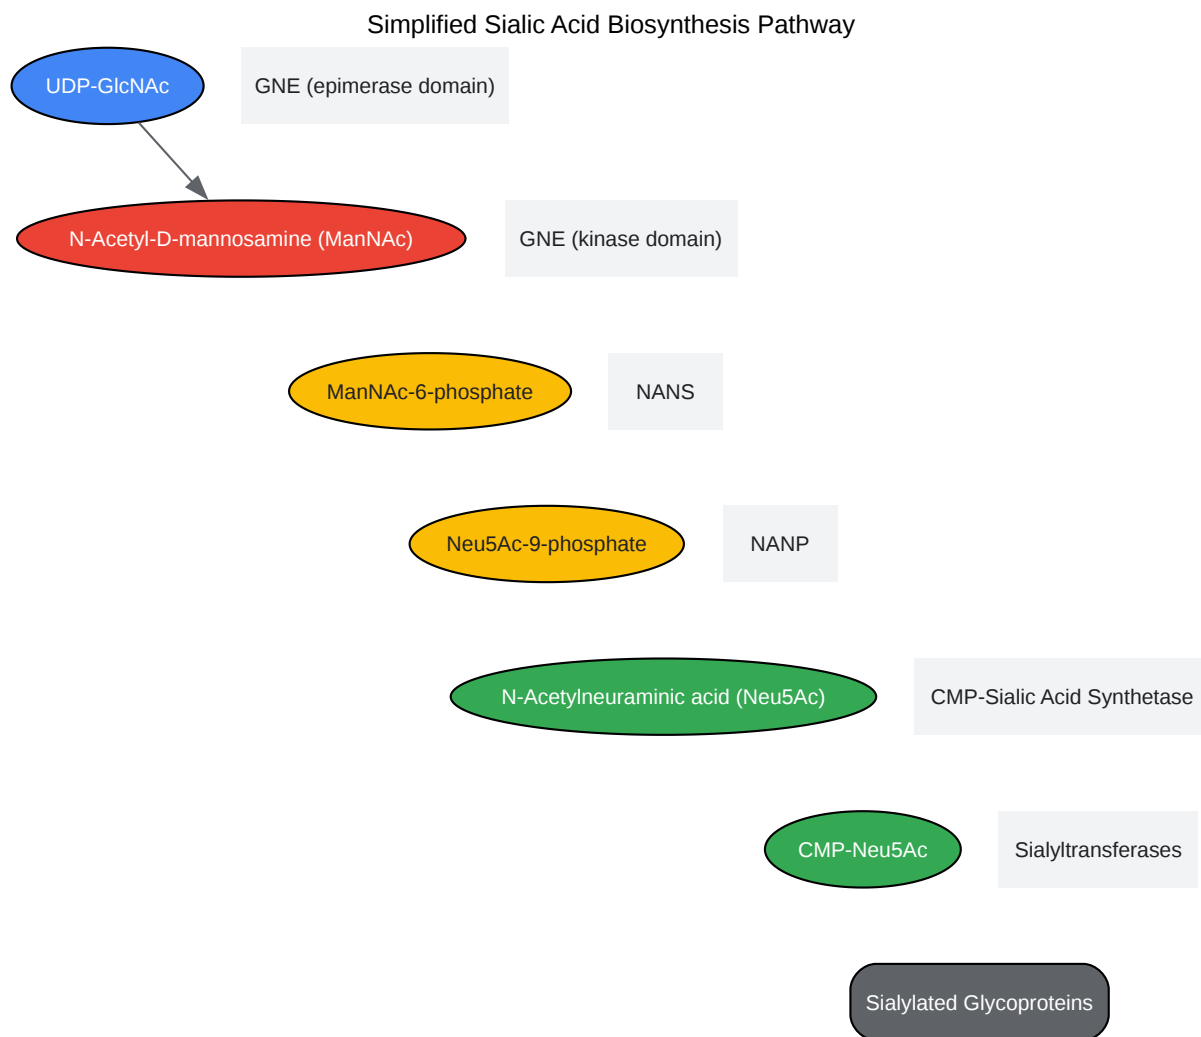 Simplified Sialic Acid Biosynthesis Pathway
UDP-GlcNAc
GNE (epimerase domain)
N-Acetyl-D-mannosamine (ManNAc)
GNE (kinase domain)
ManNAc-6-phosphate
NANS
Neu5Ac-9-phosphate
NANP
N-Acetylneuraminic acid (Neu5Ac)
CMP-Sialic Acid Synthetase
CMP-Neu5Ac
Sialyltransferases
Sialylated Glycoproteins